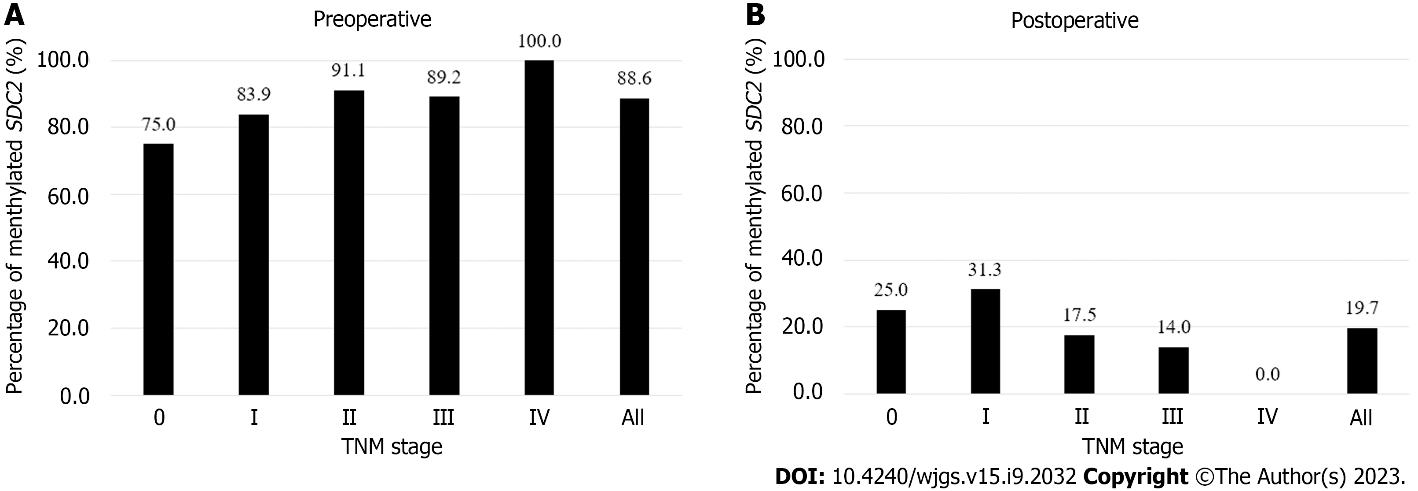 A
Preoperative
Percentage of menthylated SDC2 (%)
100.0
80.0
60.0
40.0
20.0
0.0
75.0
83.9
91.1
89.2
100.0
88.6
0 I II III IV All
TNM stage
B
Postoperative
Percentage of menthylated SDC2 (%)
100.0
80.0
60.0
40.0
20.0
0.0
25.0
31.3
17.5
14.0
0.0
19.7
0 I II III IV All
TNM stage
DOI: 10.4240/wjgs.v15.i9.2032 Copyright ©The Author(s) 2023.